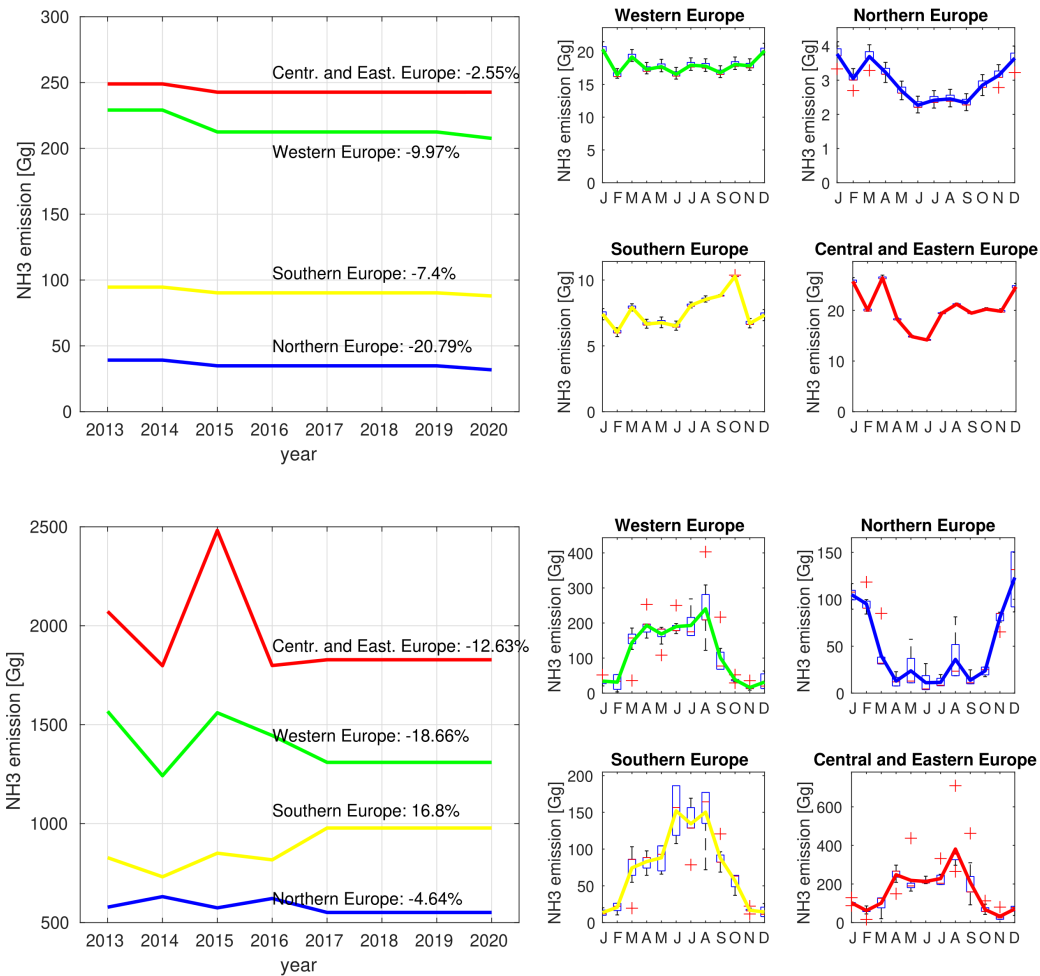 300
250
200
150
100
50
0
NH3 emission [Gg]
Centr. and East. Europe: -2.55%
Western Europe: -9.97%
Southern Europe: -7.4%
Northern Europe: -20.79%
2013 2014 2015 2016 2017 2018 2019 2020
year
Western Europe
NH3 emission [Gg]
20
15
10
5
0
J F M A M J J A S O N D
Northern Europe
NH3 emission [Gg]
4
3
2
1
0
J F M A M J J A S O N D
Southern Europe
NH3 emission [Gg]
10
5
0
J F M A M J J A S O N D
Central and Eastern Europe
NH3 emission [Gg]
20
10
0
J F M A M J J A S O N D
2500
2000
1500
1000
500
NH3 emission [Gg]
Centr. and East. Europe: -12.63%
Western Europe: -18.66%
Southern Europe: 16.8%
Northern Europe: -4.64%
2013 2014 2015 2016 2017 2018 2019 2020
year
Western Europe
NH3 emission [Gg]
400
300
200
100
0
J F M A M J J A S O N D
Northern Europe
NH3 emission [Gg]
150
100
50
0
J F M A M J J A S O N D
Southern Europe
NH3 emission [Gg]
200
150
100
50
0
J F M A M J J A S O N D
Central and Eastern Europe
NH3 emission [Gg]
600
400
200
0
J F M A M J J A S O N D